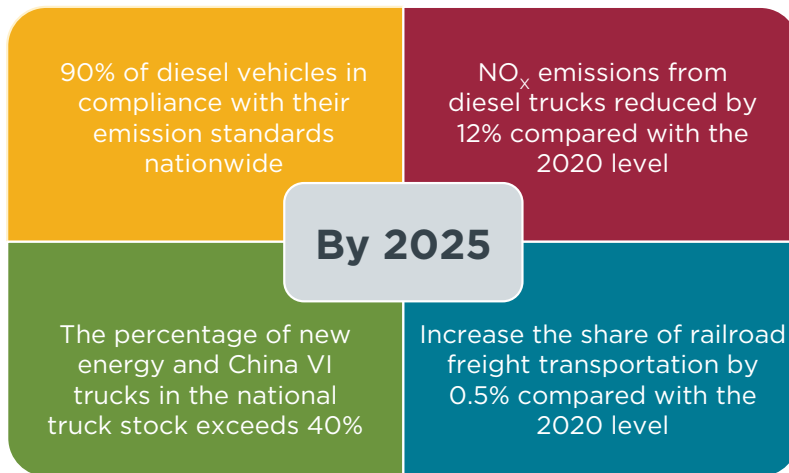 90% of diesel vehicles in
compliance with their
emission standards
nationwide
NOₓ emissions from
diesel trucks reduced by
12% compared with the
2020 level
By 2025
The percentage of new
energy and China VI
trucks in the national
truck stock exceeds 40%
Increase the share of railroad
freight transportation by
0.5% compared with the
2020 level